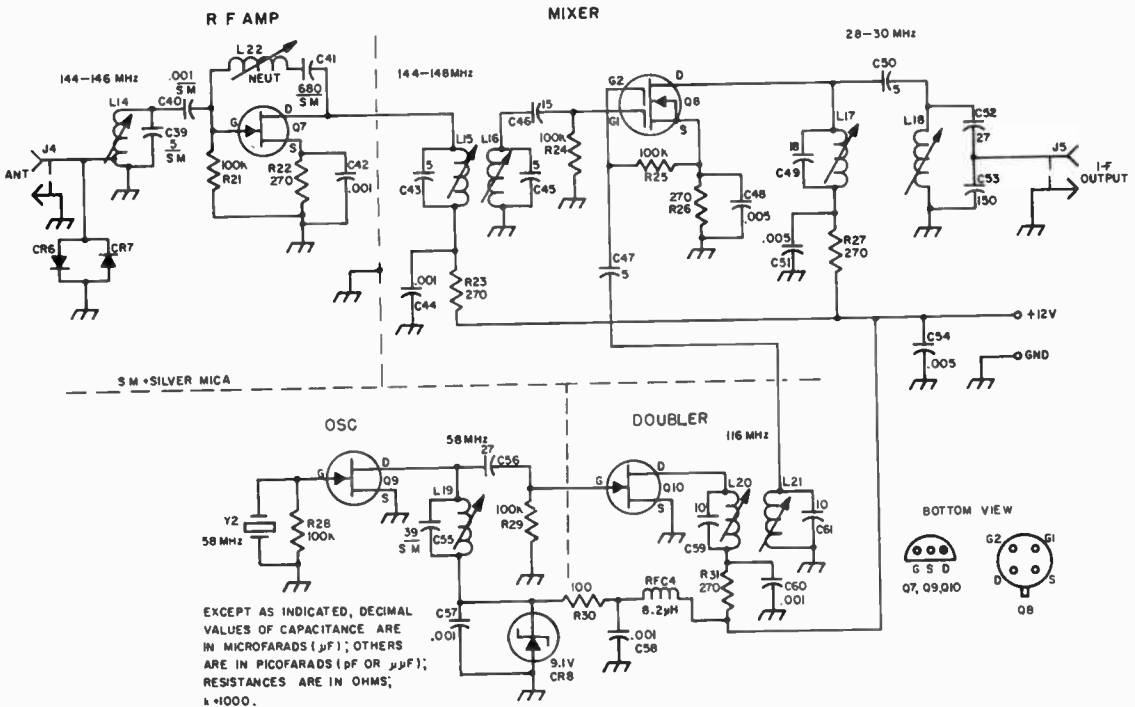 R F AMP
MIXER
L22
NEUT
C41
680
SM
.001
SM
C40
144-146 MHz
L14
C39
5
SM
J4
ANT
CR6
CR7
G
D
Q7
S
100k
R21
R22
270
C42
.001
144-148MHz
L15
5
C43
L16
5
C45
15
C46
100k
R24
.001
C44
R23
270
G2
G1
D
Q8
S
100k
R25
270
R26
C48
.005
C47
5
28-30 MHz
C50
5
L17
18
C49
L18
C52
27
C53
150
J5
I-F
OUTPUT
.005
C51
R27
270
+12V
C54
.005
GND
SM = SILVER MICA
OSC
DOUBLER
G
D
Q9
S
Y2
58 MHz
R28
100k
58 MHz
27
C56
L19
39
SM
C55
100k
R29
G
D
Q10
S
116 MHz
L20
10
C59
L21
10
C61
R31
270
C60
.001
RFC4
8.2µH
100
R30
.001
C58
C57
.001
9.1V
CR8
BOTTOM VIEW
G S D
Q7, Q9,Q10
G2
G1
D
S
Q8
EXCEPT AS INDICATED, DECIMAL
VALUES OF CAPACITANCE ARE
IN MICROFARADS (µF); OTHERS
ARE IN PICOFARADS (pF OR µµF);
RESISTANCES ARE IN OHMS;
k =1000.